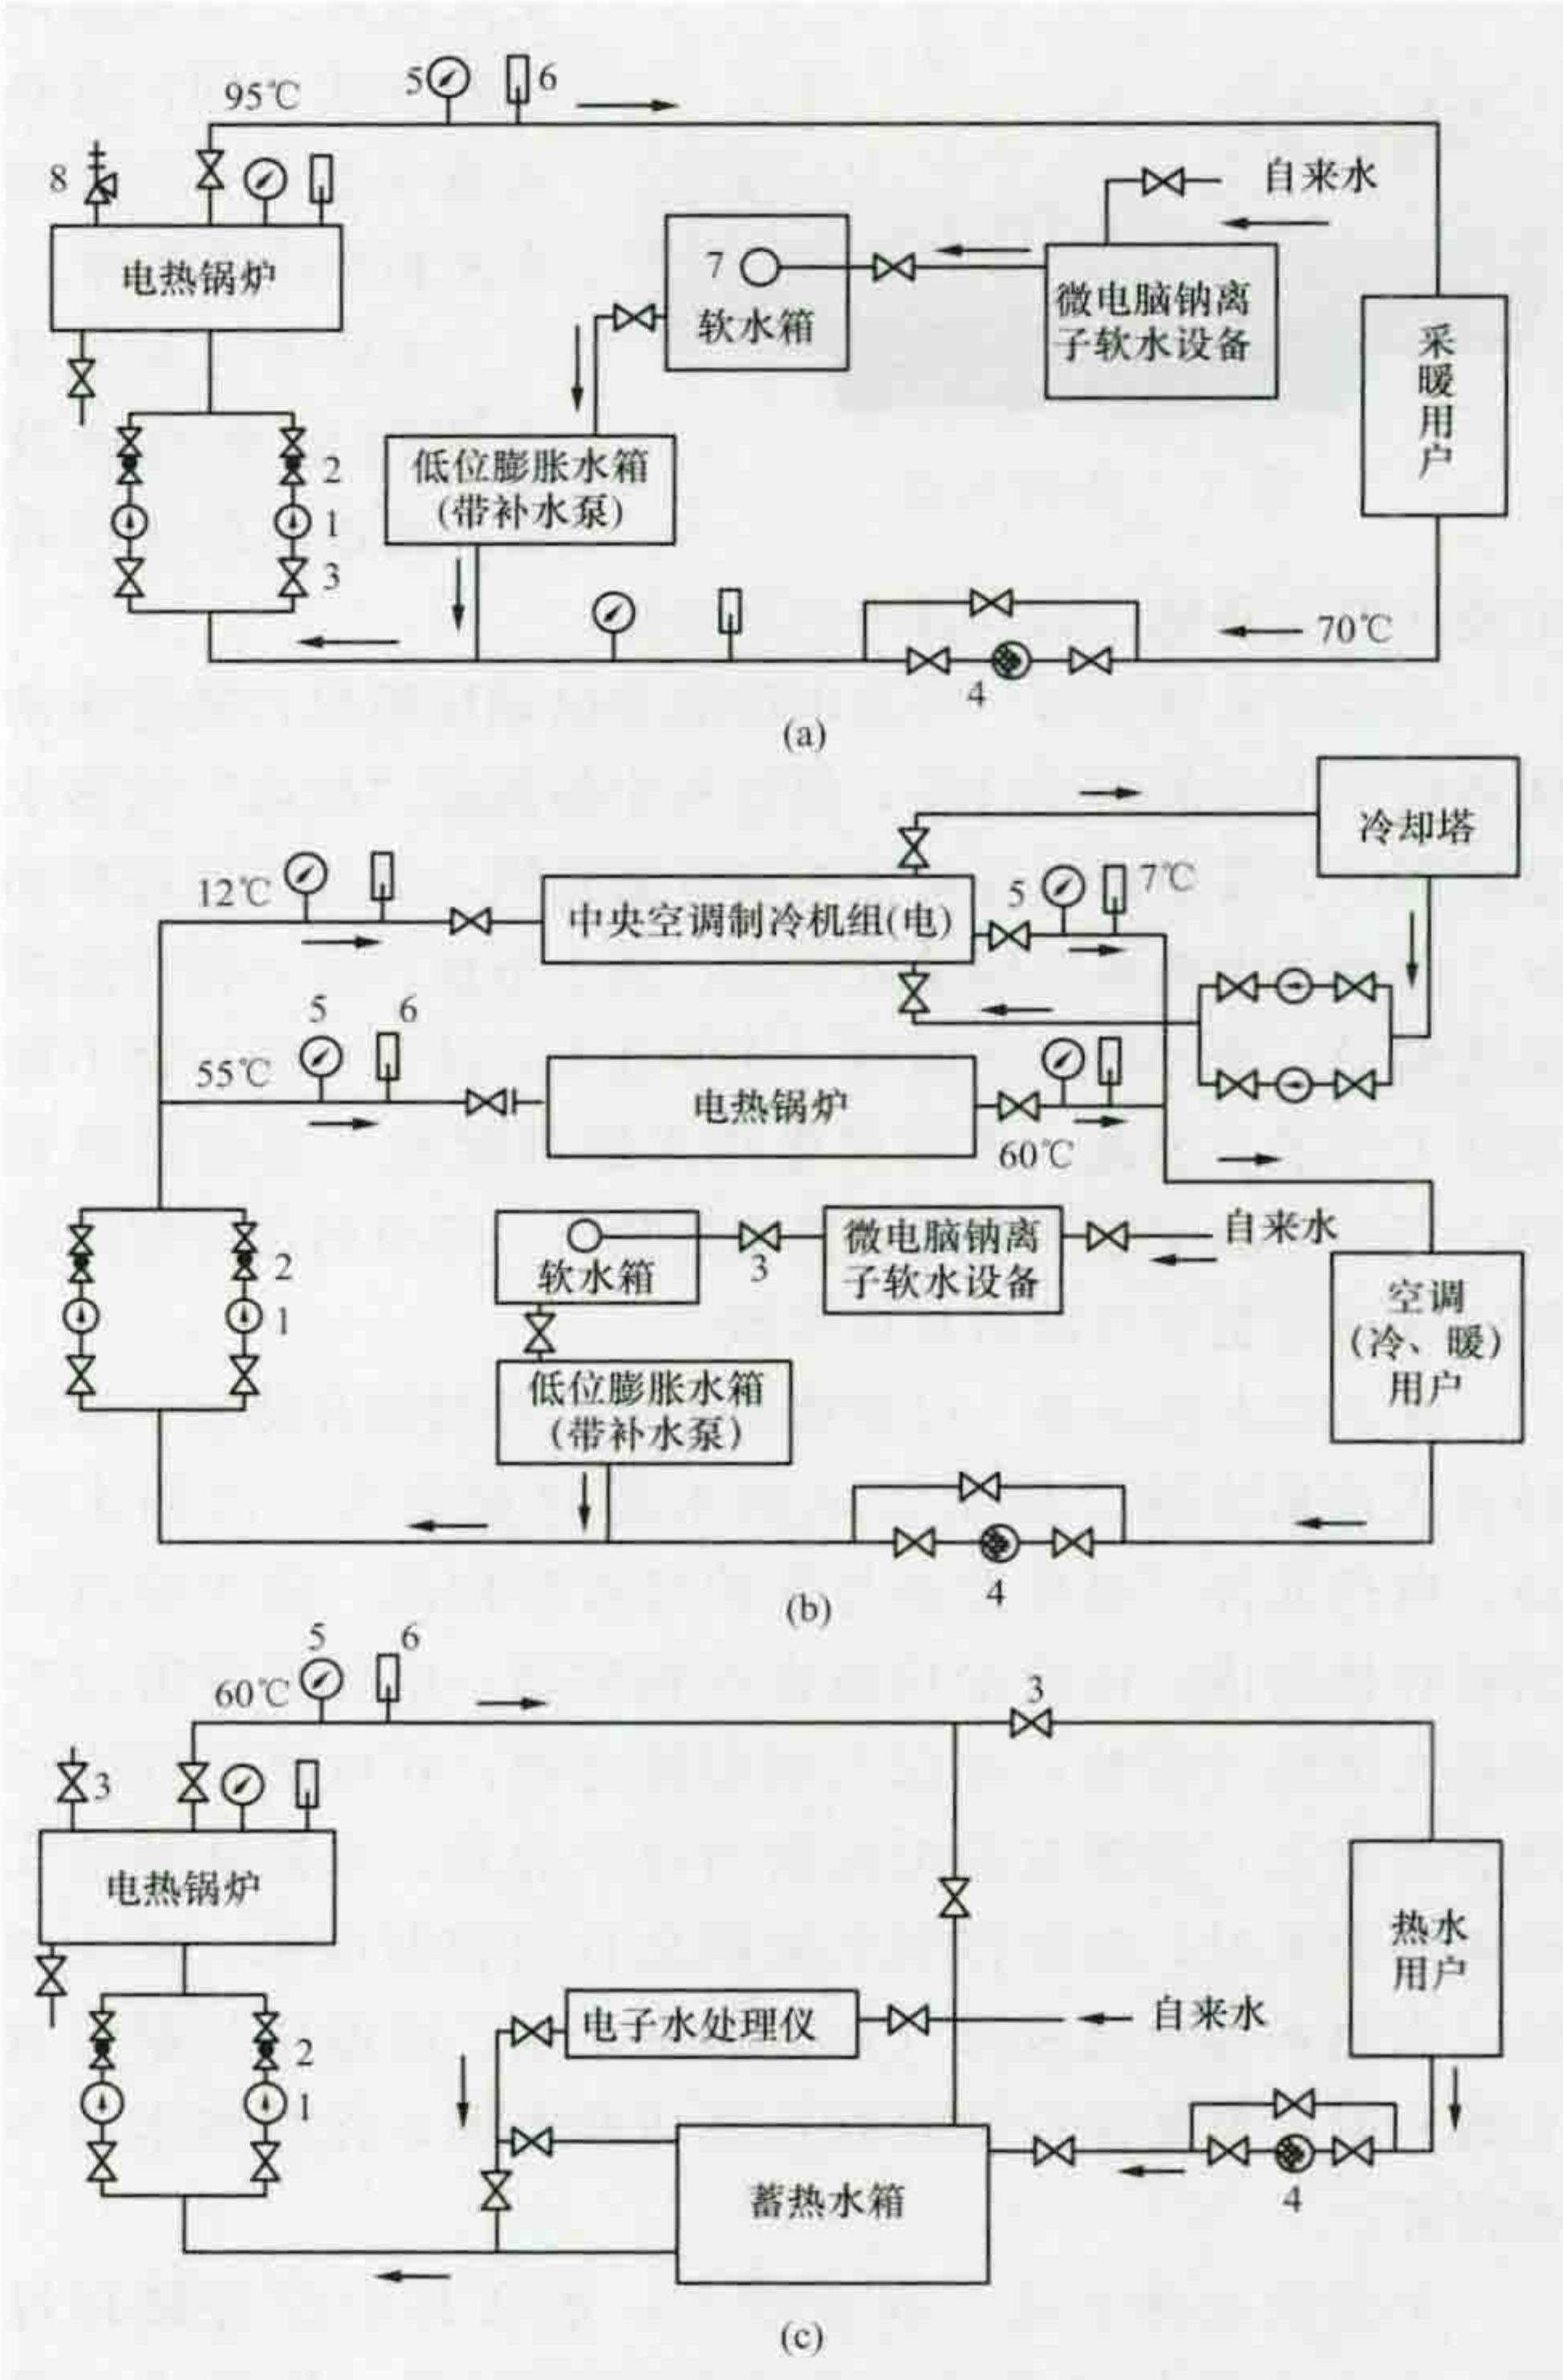 95℃
5
6
8
自来水
电热锅炉
7
软水箱
微电脑钠离
子软水设备
采
暖
用
户
低位膨胀水箱
(带补水泵)
2
1
3
70℃
4
(a)
冷却塔
12℃
中央空调制冷机组(电)
5
7℃
5
6
55℃
电热锅炉
60℃
自来水
软水箱
3
微电脑钠离
子软水设备
2
1
空调
(冷、暖)
用户
低位膨胀水箱
(带补水泵)
4
(b)
5
6
60℃
3
3
电热锅炉
热水
用户
电子水处理仪
自来水
2
1
蓄热水箱
4
(c)